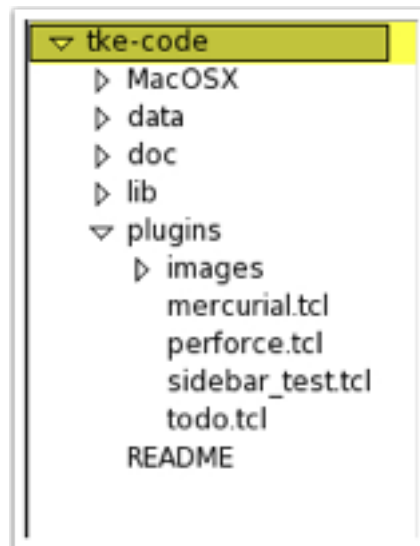 tke-code
MacOSX
data
doc
lib
plugins
images
mercurial.tcl
perforce.tcl
sidebar_test.tcl
todo.tcl
README